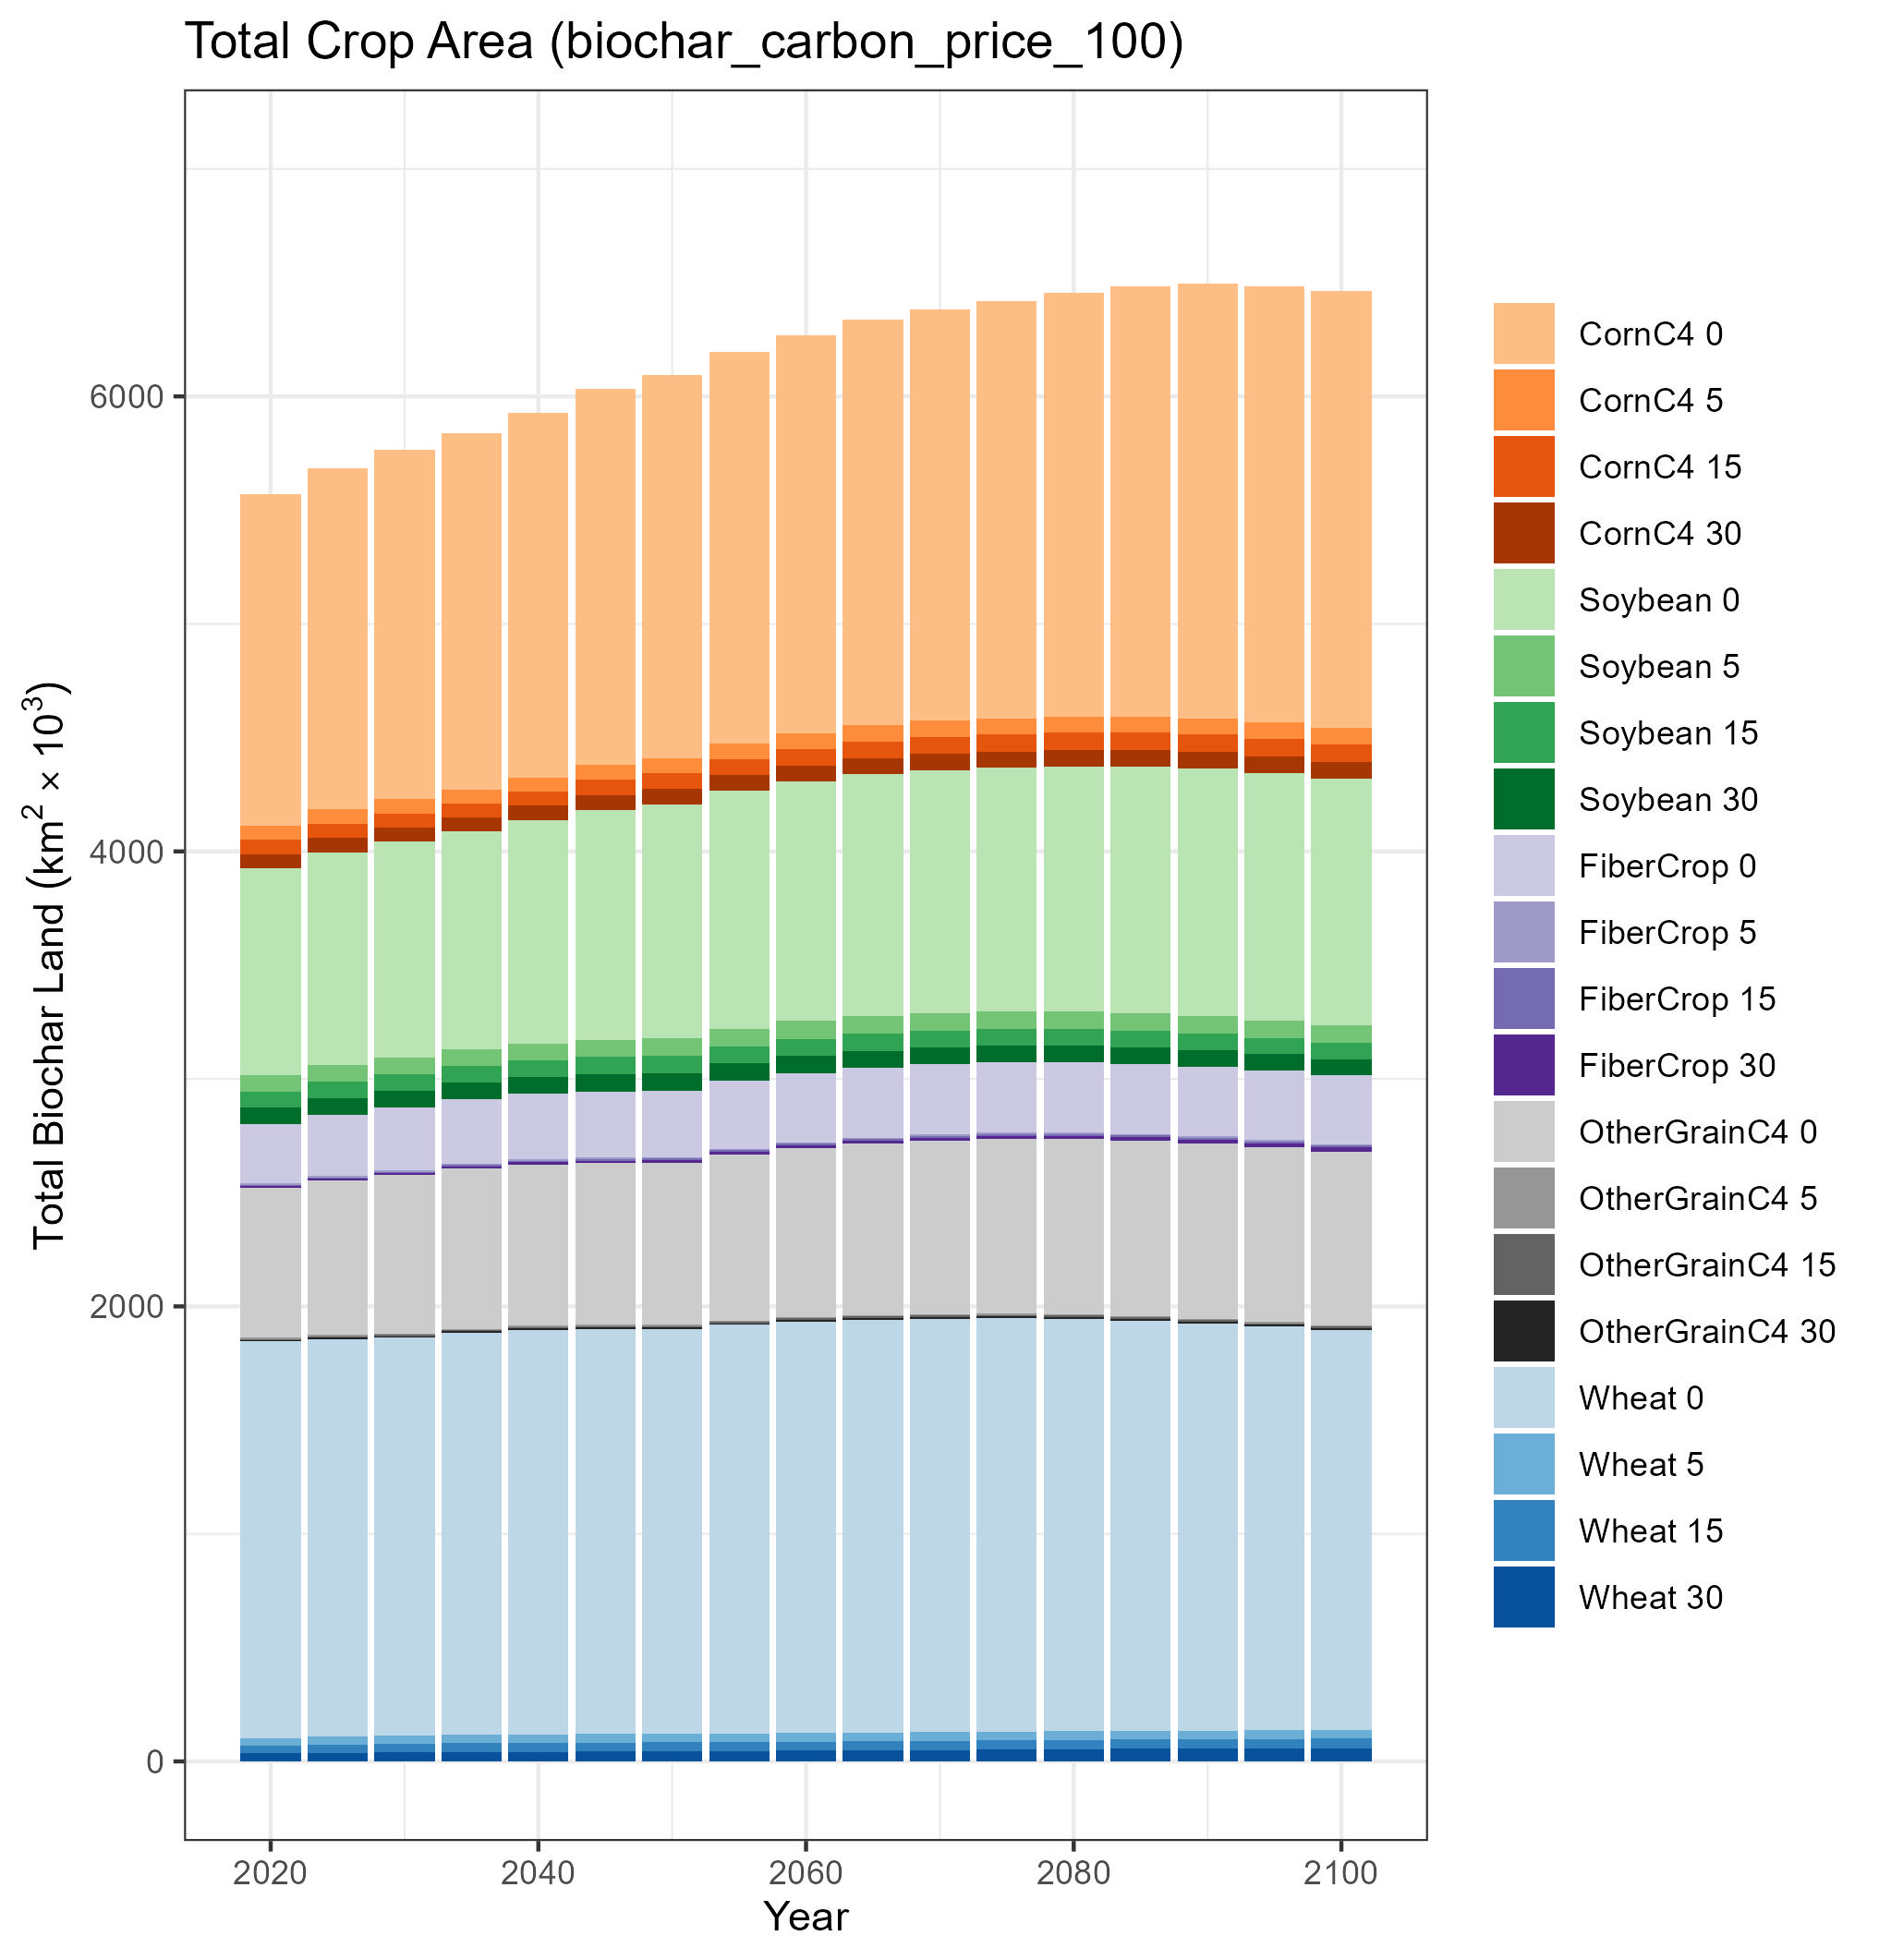 Total Crop Area (biochar_carbon_price_100)
Total Biochar Land (km² × 10³)
6000
4000
2000
0
2020 2040 2060 2080 2100
Year
CornC4 0
CornC4 5
CornC4 15
CornC4 30
Soybean 0
Soybean 5
Soybean 15
Soybean 30
FiberCrop 0
FiberCrop 5
FiberCrop 15
FiberCrop 30
OtherGrainC4 0
OtherGrainC4 5
OtherGrainC4 15
OtherGrainC4 30
Wheat 0
Wheat 5
Wheat 15
Wheat 30